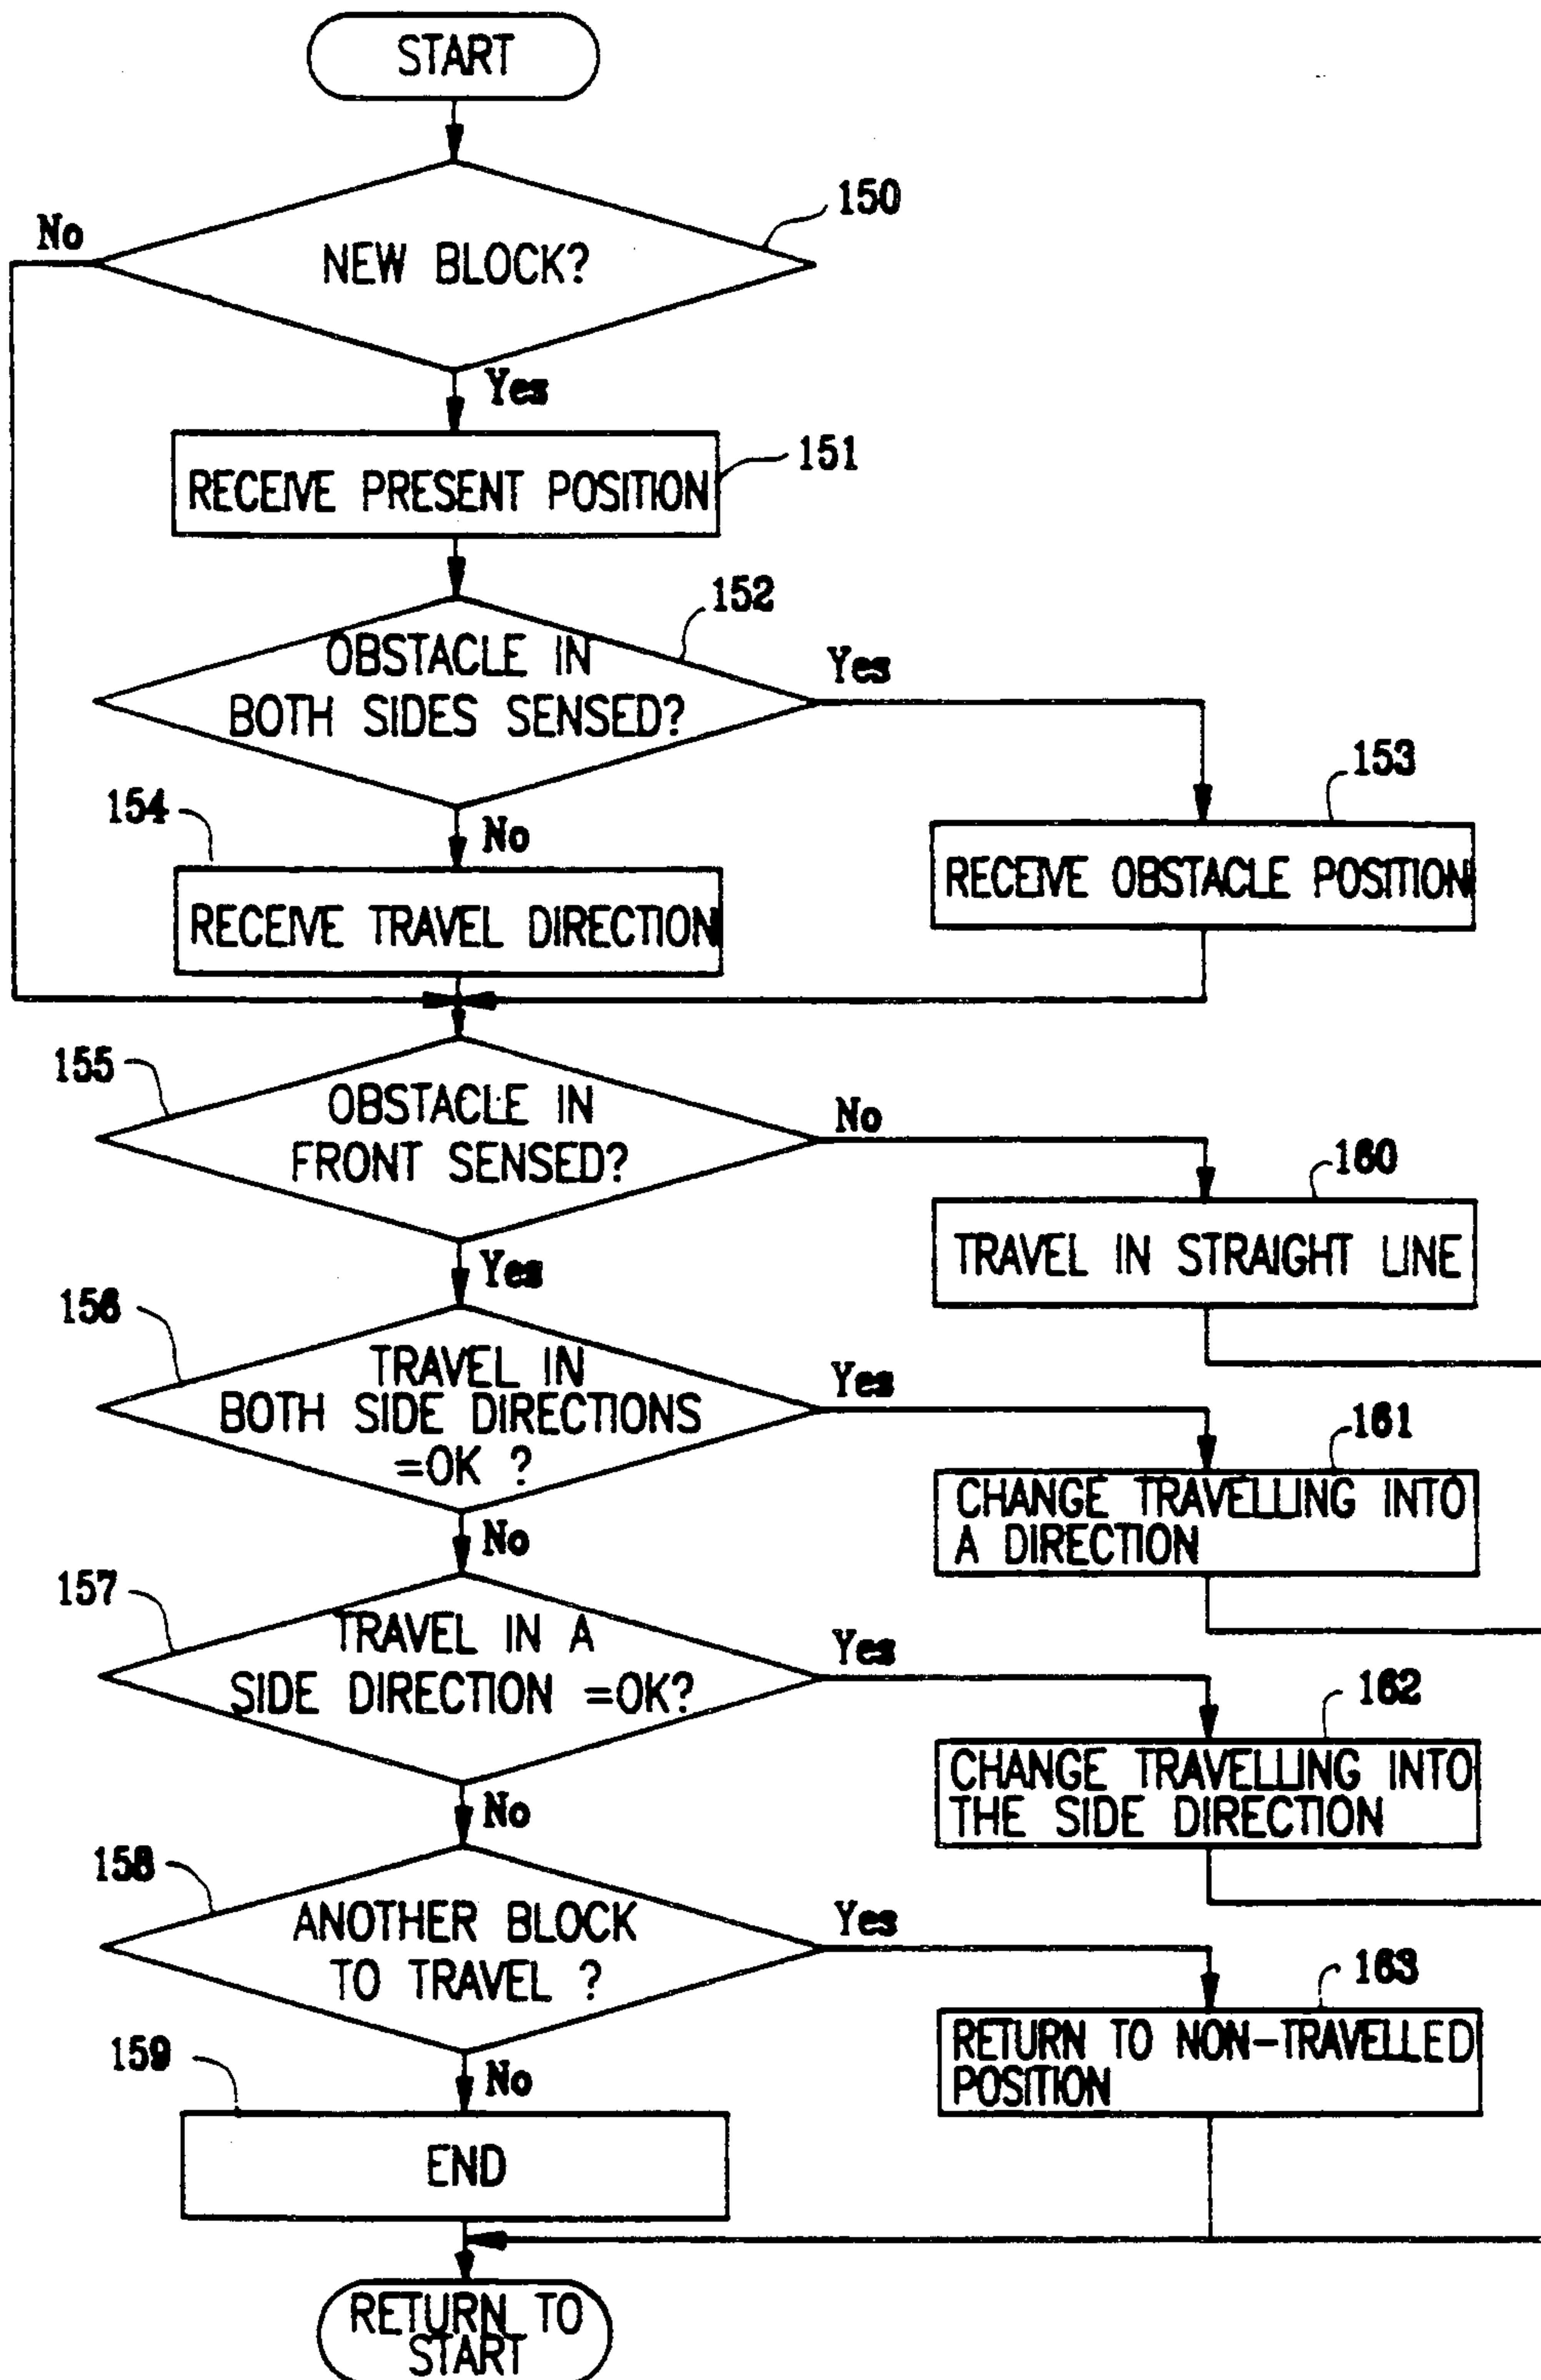 START
150
No
NEW BLOCK?
Yes
151
RECEIVE PRESENT POSITION
152
OBSTACLE IN
BOTH SIDES SENSED?
Yes
153
154
No
RECEIVE OBSTACLE POSITION
RECEIVE TRAVEL DIRECTION
155
OBSTACLE IN
FRONT SENSED?
No
160
TRAVEL IN STRAIGHT LINE
Yes
156
TRAVEL IN
BOTH SIDE DIRECTIONS
=OK ?
Yes
161
CHANGE TRAVELLING INTO
A DIRECTION
No
157
TRAVEL IN A
SIDE DIRECTION =OK?
Yes
162
CHANGE TRAVELLING INTO
THE SIDE DIRECTION
No
158
ANOTHER BLOCK
TO TRAVEL ?
Yes
163
RETURN TO NON-TRAVELLED
POSITION
159
No
END
RETURN TO
START